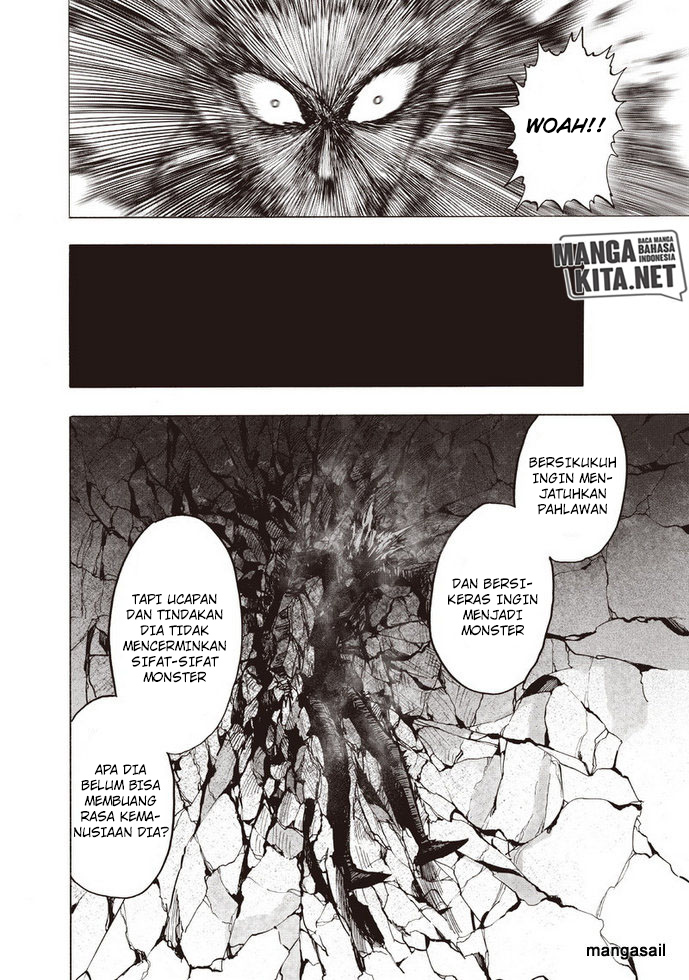 WOAH!!
MANGA
KITA.NET
BACA MANGA
BAHASA
INDONESIA
BERSIKUKUH
INGIN MEN-
JATUHKAN
PAHLAWAN
DAN BERSI-
KERAS INGIN
MENJADI
MONSTER
TAPI UCAPAN
DAN TINDAKAN
DIA TIDAK
MENCERMINKAN
SIFAT-SIFAT
MONSTER
APA DIA
BELUM BISA
MEMBUANG
RASA KEMA-
NUSIAAN DIA?
mangasail